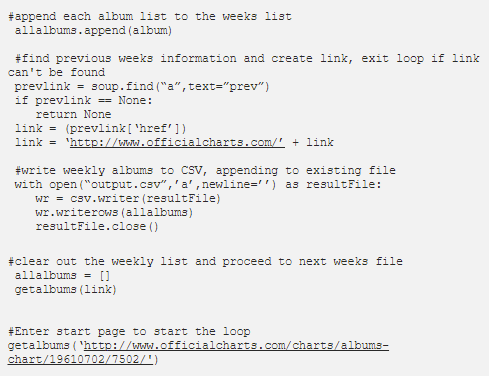 #append each album list to the weeks list
allalbums.append(album)
#find previous weeks information and create link, exit loop if link
can't be found
prevlink = soup.find(“a”,text=”prev”)
if prevlink == None:
return None
link = (prevlink[‘href’])
link = ‘http://www.officialcharts.com/’ + link
#write weekly albums to CSV, appending to existing file
with open(“output.csv”,’a’,newline=’’) as resultFile:
wr = csv.writer(resultFile)
wr.writerows(allalbums)
resultFile.close()
#clear out the weekly list and proceed to next weeks file
allalbums = []
getalbums(link)
#Enter start page to start the loop
getalbums(‘http://www.officialcharts.com/charts/albums-
chart/19610702/7502/')